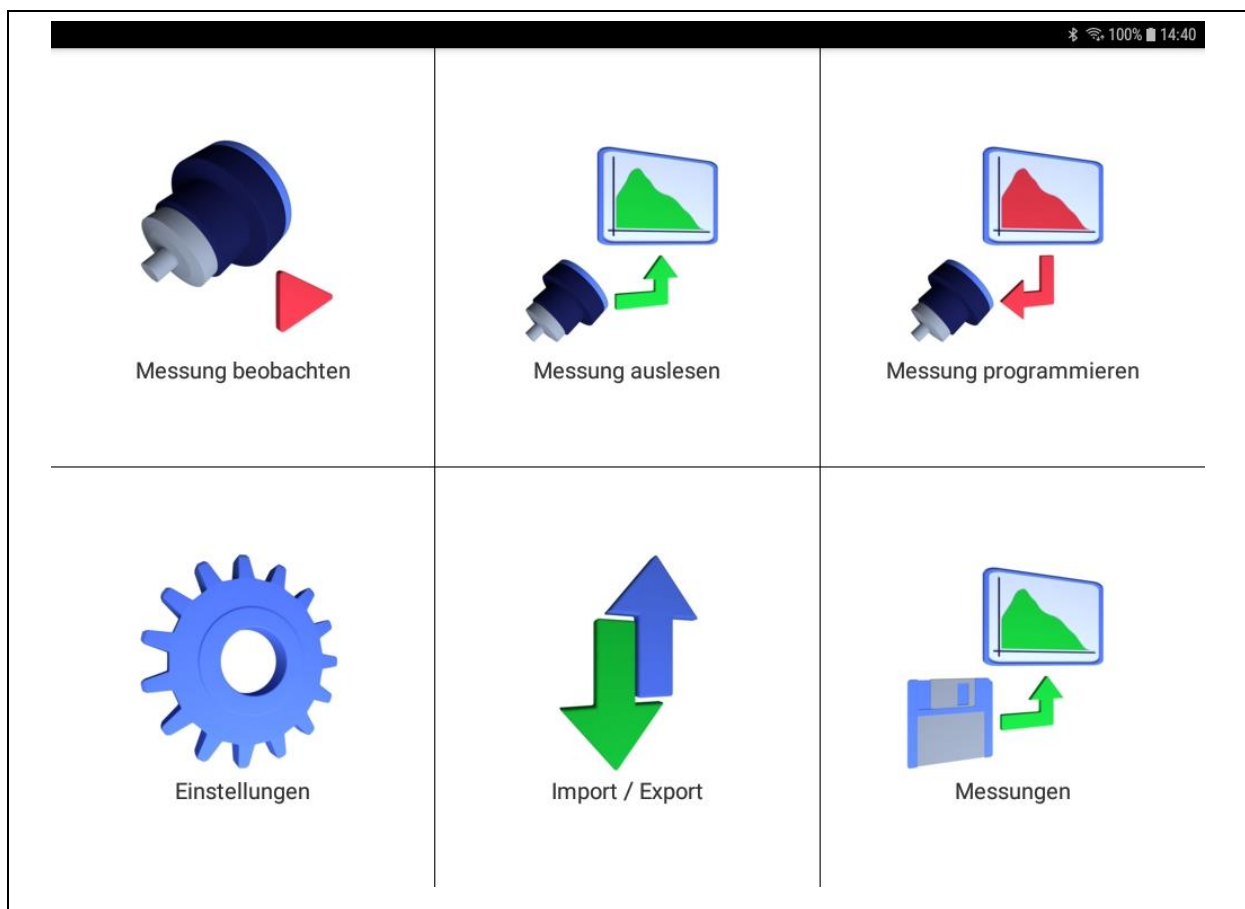 100% 14:40
Messung beobachten
Messung auslesen
Messung programmieren
Einstellungen
Import / Export
Messungen